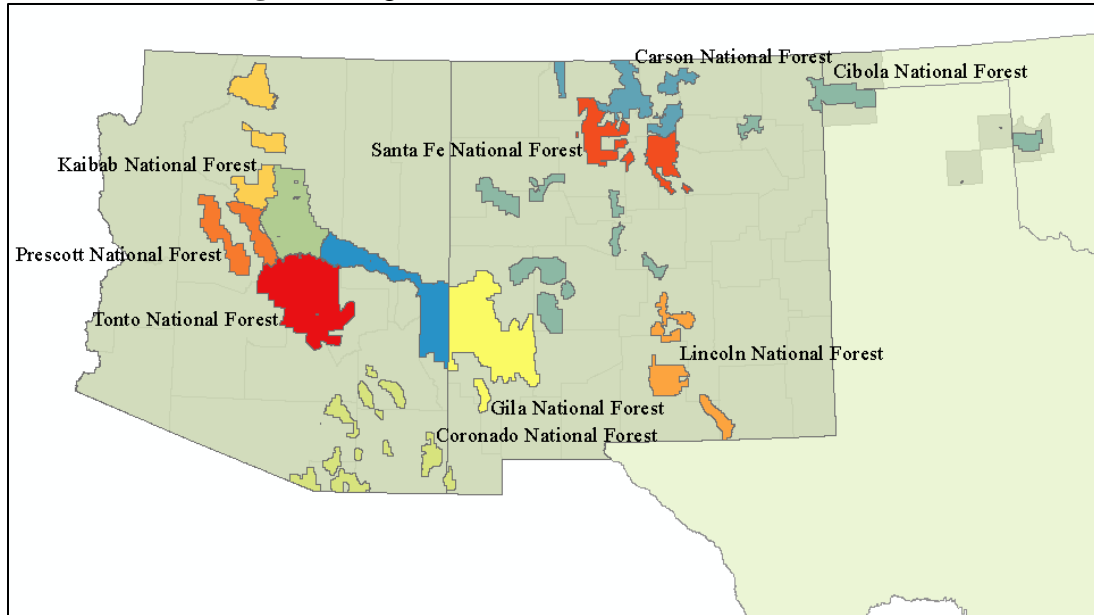 Carson National Forest
Cibola National Forest
Santa Fe National Forest
Kaibab National Forest
Prescott National Forest
Tonto National Forest
Lincoln National Forest
Gila National Forest
Coronado National Forest